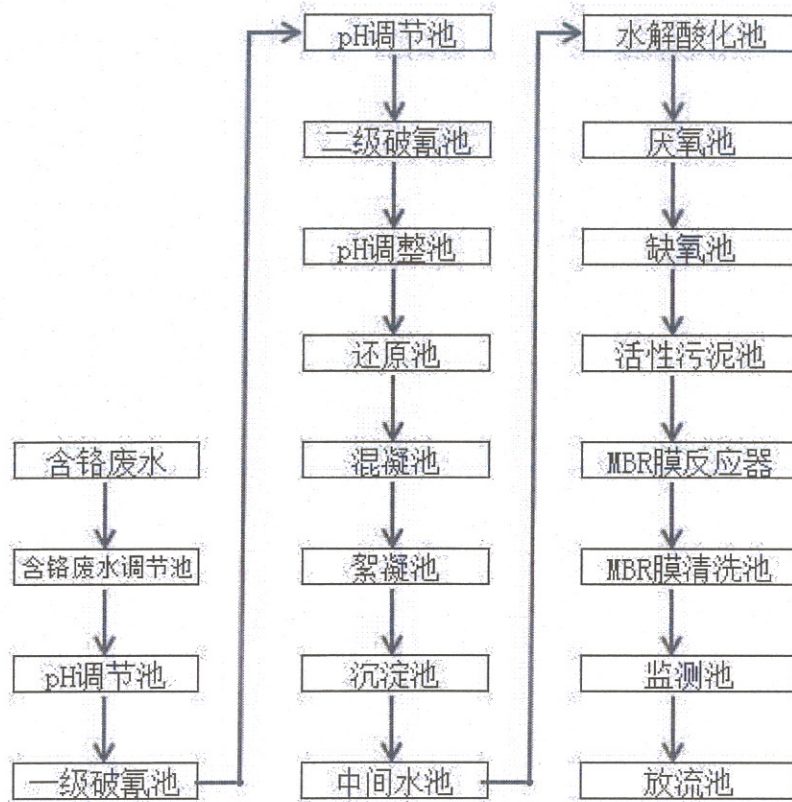 含铬废水
含铬废水调节池
pH调节池
一级破氰池
pH调节池
二级破氰池
pH调整池
还原池
混凝池
絮凝池
沉淀池
中间水池
水解酸化池
厌氧池
缺氧池
活性污泥池
MBR膜反应器
MBR膜清洗池
监测池
放流池